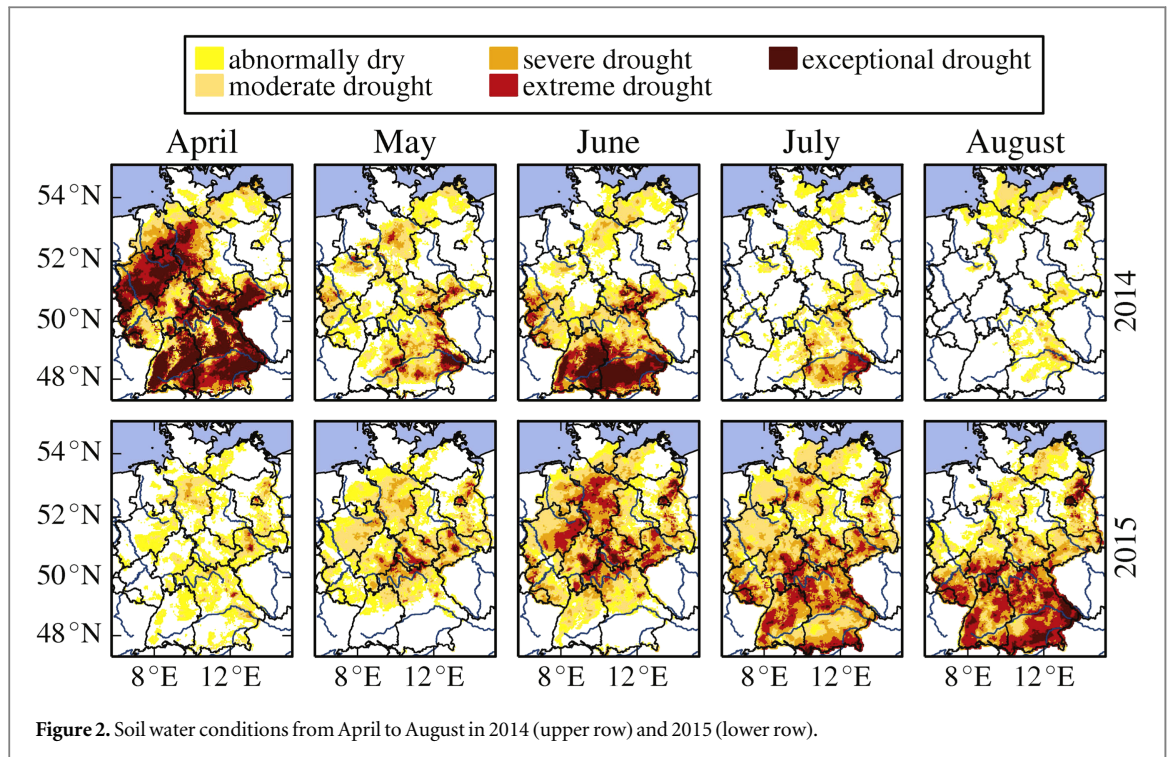 abnormally dry
severe drought
exceptional drought
moderate drought
extreme drought
April
May
June
July
August
54°N
52°N
50°N
48°N
2014
54°N
52°N
50°N
48°N
2015
8°E 12°E
8°E 12°E
8°E 12°E
8°E 12°E
8°E 12°E
Figure 2. Soil water conditions from April to August in 2014 (upper row) and 2015 (lower row).